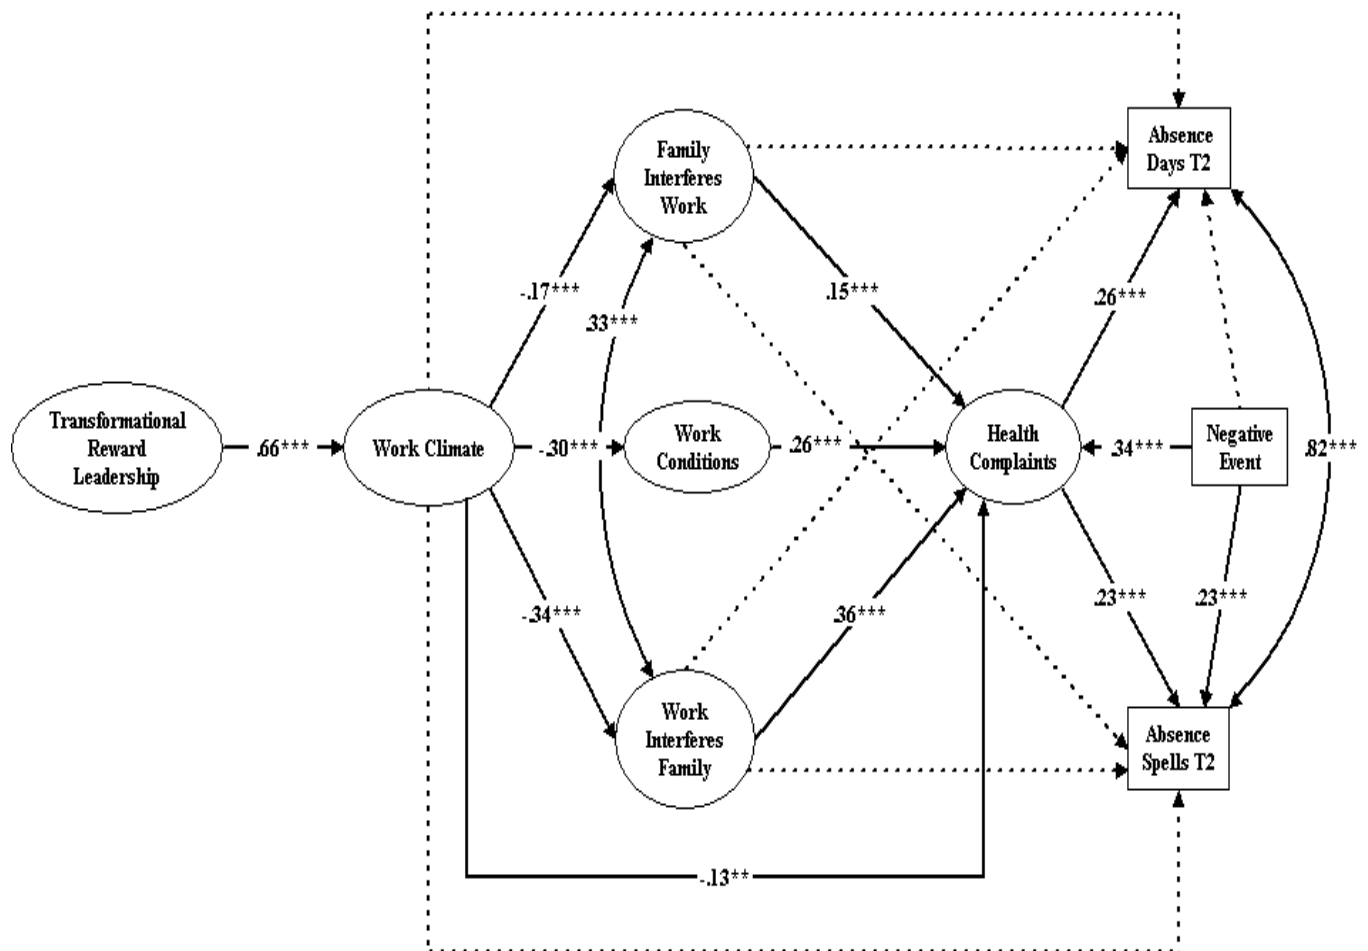 Absence
Days T2
Family
Interferes
Work
-.17***
.33***
.15***
.26***
Transformational
Reward
Leadership
.66***
Work Climate
-.30***
Work
Conditions
.26***
Health
Complaints
.34***
Negative
Event
.82***
-.34***
.36***
.23***
.23***
Work
Interferes
Family
Absence
Spells T2
-.13**